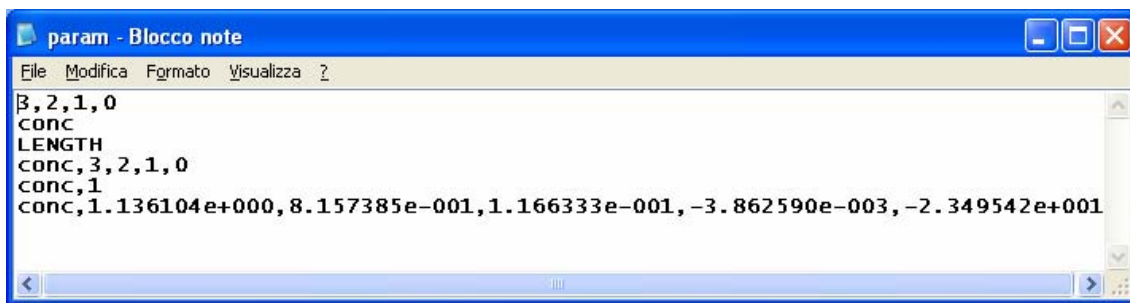 param - Blocco note
File Modifica Formato Visualizza ?
3,2,1,0
conc
LENGTH
conc,3,2,1,0
conc,1
conc,1.136104e+000,8.157385e-001,1.166333e-001,-3.862590e-003,-2.349542e+001